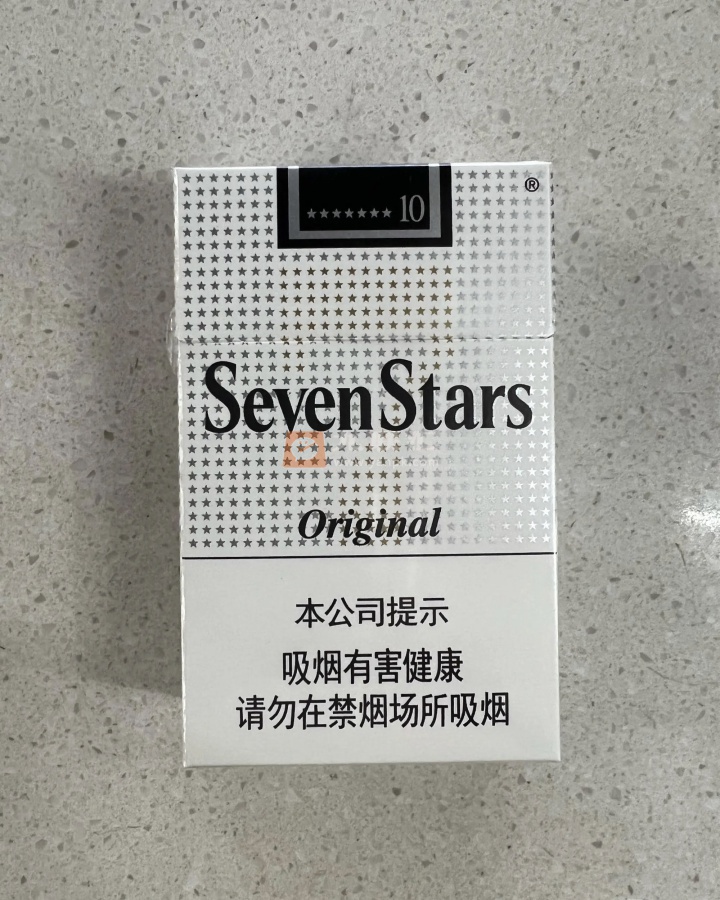 ★★★★★★★ 10
®
Seven Stars
Original
本公司提示
吸烟有害健康
请勿在禁烟场所吸烟